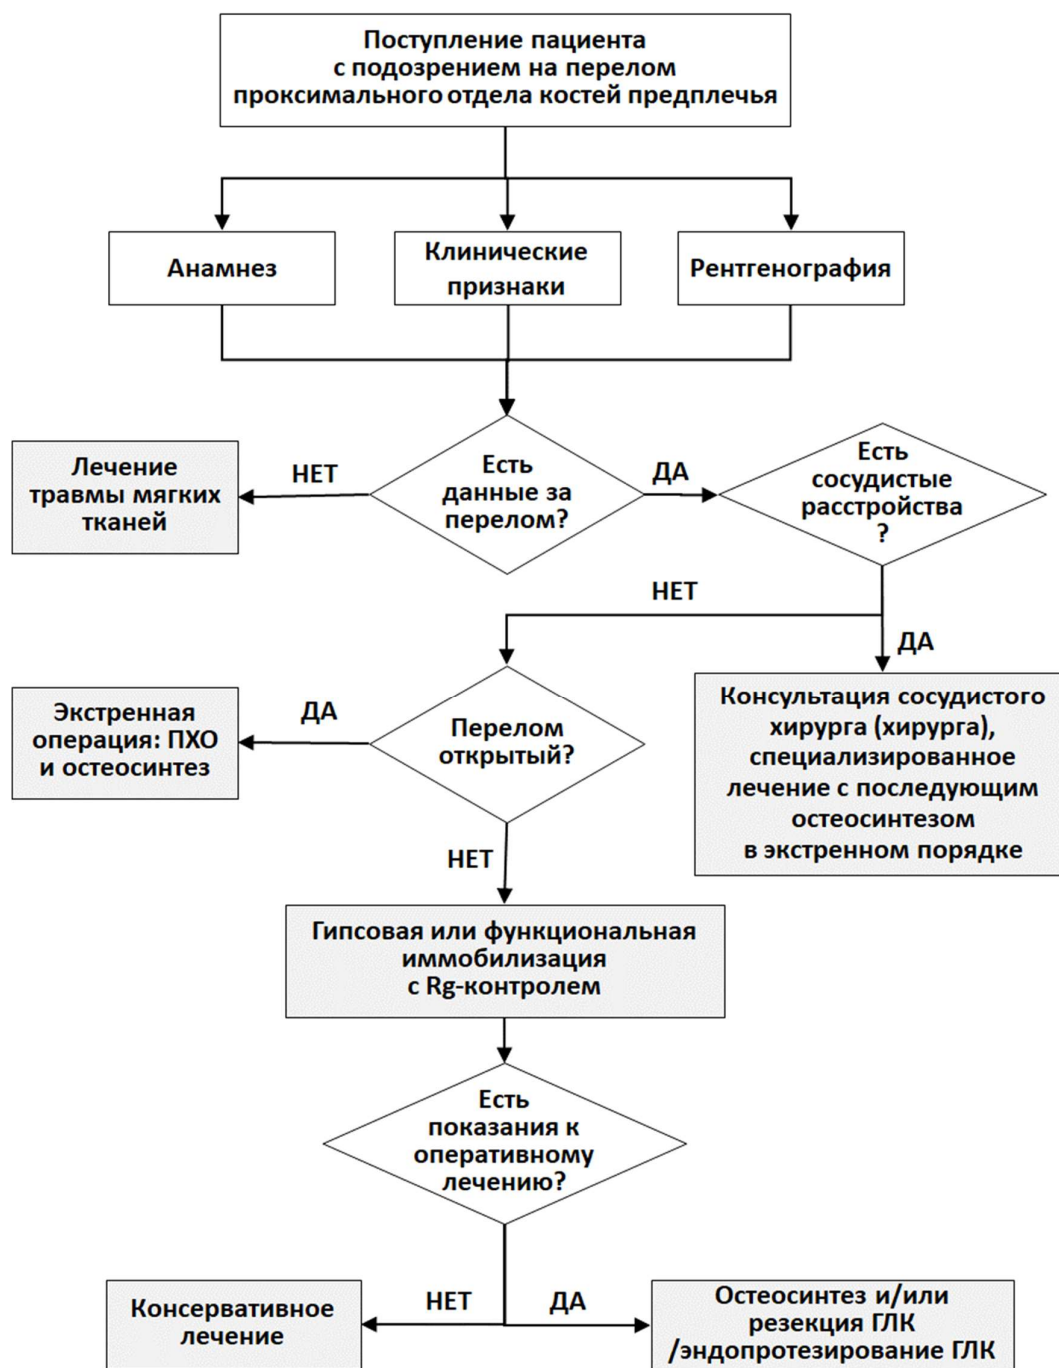 Поступление пациента
с подозрением на перелом
проксимального отдела костей предплечья
Анамнез
Клинические
признаки
Рентгенография
Есть
данные за
перелом?
НЕТ
Лечение
травмы мягких
тканей
ДА
Есть
сосудистые
расстройства
?
НЕТ
ДА
Консультация сосудистого
хирурга (хирурга),
специализированное
лечение с последующим
остеосинтезом
в экстренном порядке
Перелом
открытый?
ДА
Экстренная
операция: ПХО
и остеосинтез
НЕТ
Гипсовая или функциональная
иммобилизация
с Rg-контролем
Есть
показания к
оперативному
лечению?
НЕТ
Консервативное
лечение
ДА
Остеосинтез и/или
резекция ГЛК
/эндопротезирование ГЛК